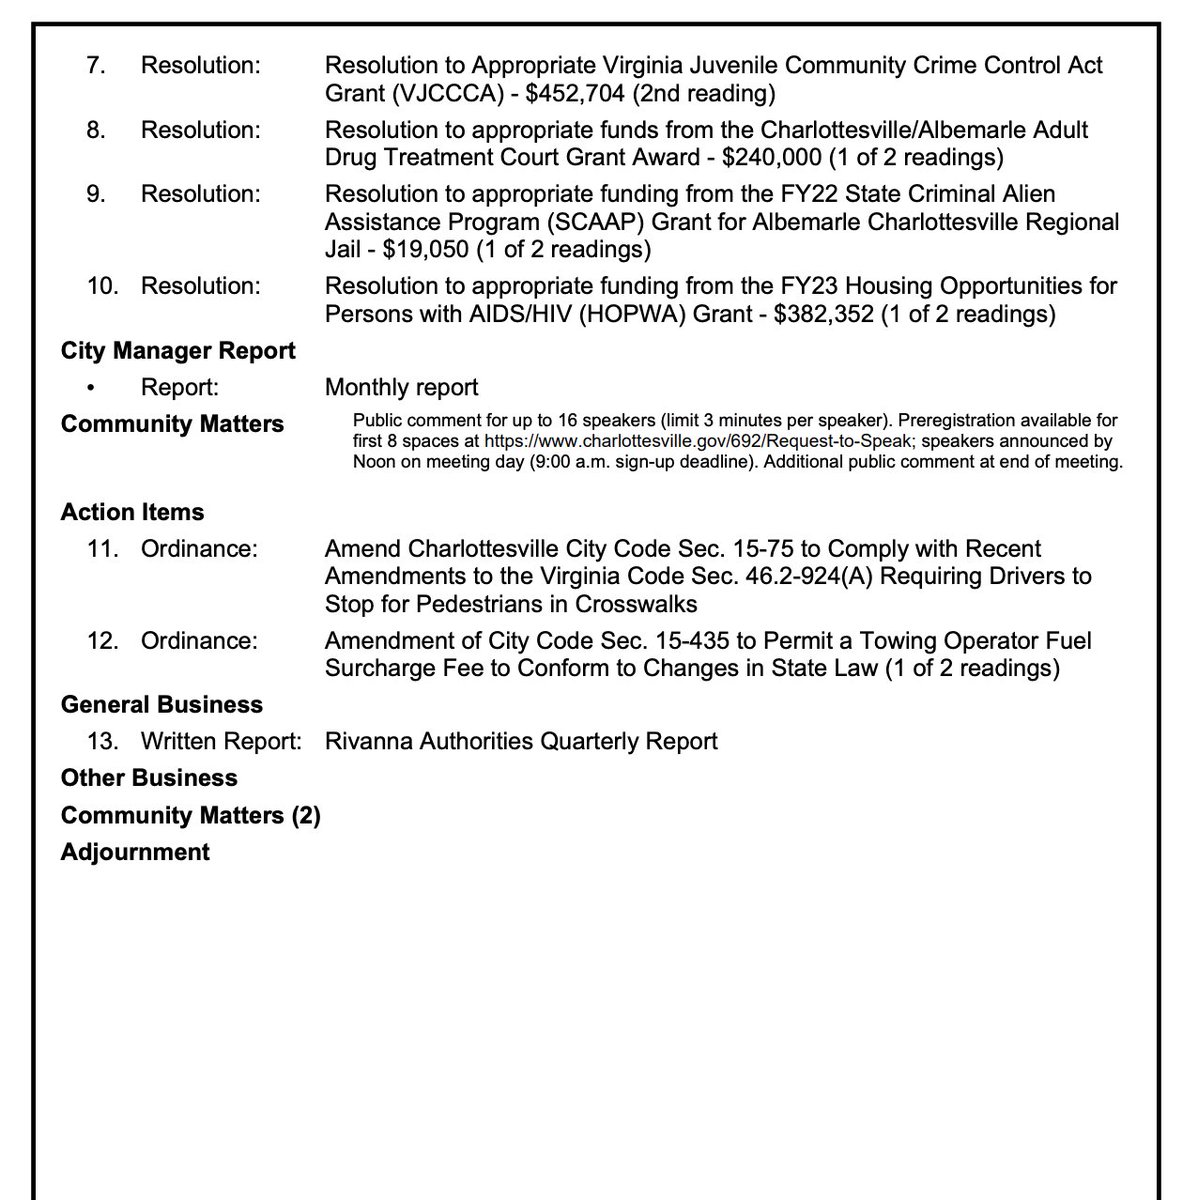 7. Resolution: Resolution to Appropriate Virginia Juvenile Community Crime Control Act
Grant (VJCCCA) - $452,704 (2nd reading)
8. Resolution: Resolution to appropriate funds from the Charlottesville/Albemarle Adult
Drug Treatment Court Grant Award - $240,000 (1 of 2 readings)
9. Resolution: Resolution to appropriate funding from the FY22 State Criminal Alien
Assistance Program (SCAAP) Grant for Albemarle Charlottesville Regional
Jail - $19,050 (1 of 2 readings)
10. Resolution: Resolution to appropriate funding from the FY23 Housing Opportunities for
Persons with AIDS/HIV (HOPWA) Grant - $382,352 (1 of 2 readings)
City Manager Report
• Report: Monthly report
Community Matters Public comment for up to 16 speakers (limit 3 minutes per speaker). Preregistration available for
first 8 spaces at https://www.charlottesville.gov/692/Request-to-Speak; speakers announced by
Noon on meeting day (9:00 a.m. sign-up deadline). Additional public comment at end of meeting.
Action Items
11. Ordinance: Amend Charlottesville City Code Sec. 15-75 to Comply with Recent
Amendments to the Virginia Code Sec. 46.2-924(A) Requiring Drivers to
Stop for Pedestrians in Crosswalks
12. Ordinance: Amendment of City Code Sec. 15-435 to Permit a Towing Operator Fuel
Surcharge Fee to Conform to Changes in State Law (1 of 2 readings)
General Business
13. Written Report: Rivanna Authorities Quarterly Report
Other Business
Community Matters (2)
Adjournment